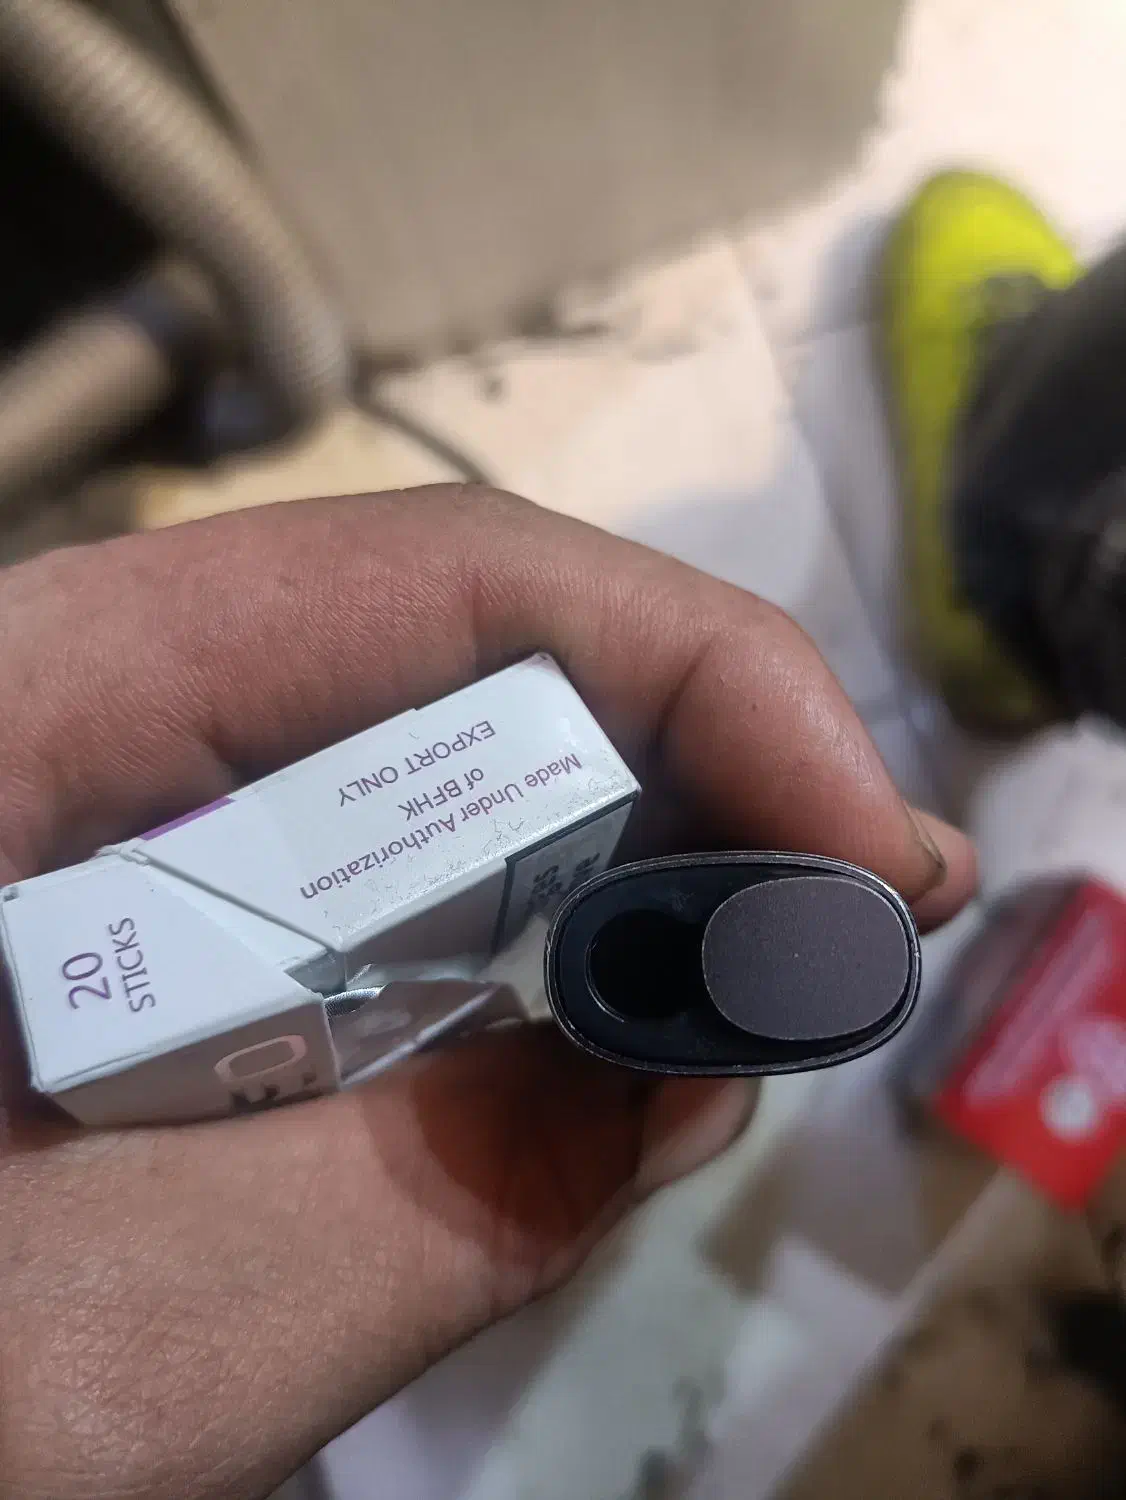 Made Under Authorization
of BFHK
EXPORT ONLY
20
STICKS